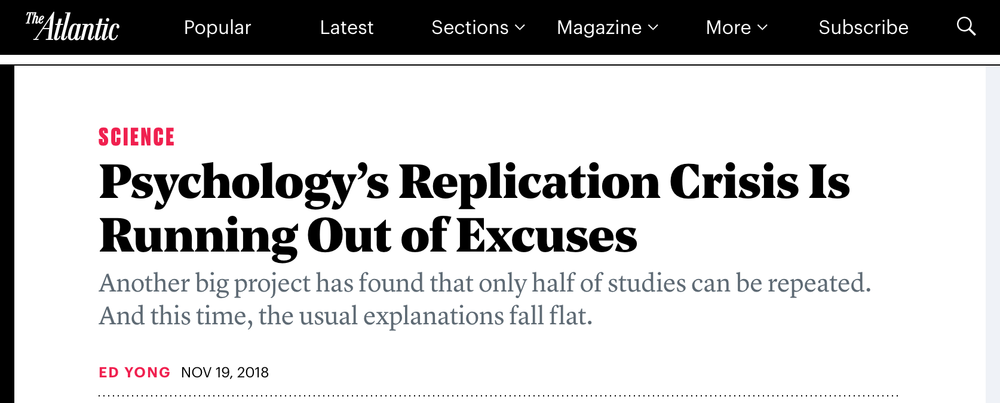 The Atlantic Popular Latest Sections Magazine More Subscribe
SCIENCE
Psychology’s Replication Crisis Is
Running Out of Excuses
Another big project has found that only half of studies can be repeated.
And this time, the usual explanations fall flat.
ED YONG NOV 19, 2018